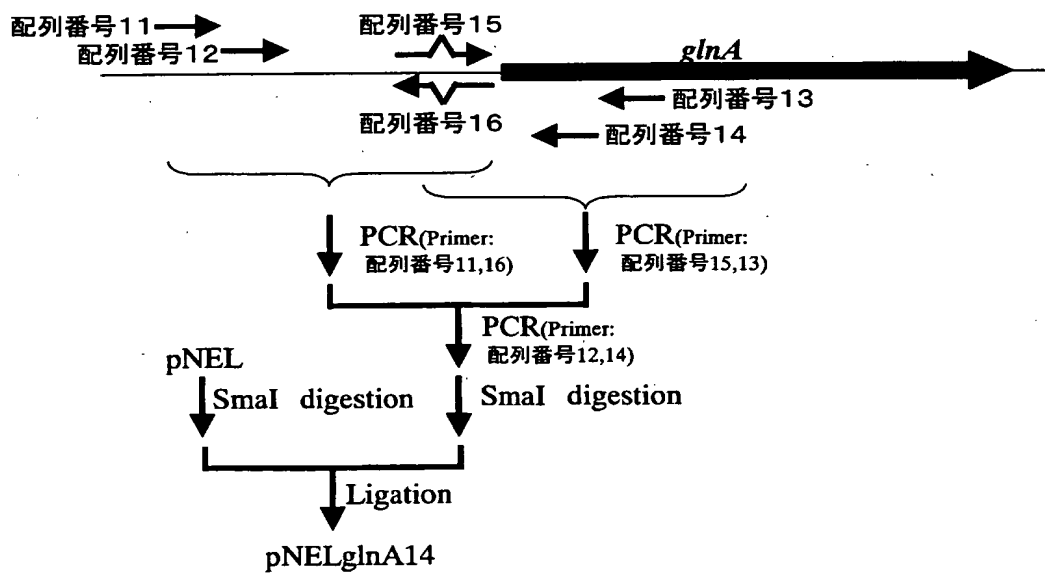 配列番号11
配列番号12
配列番号15
glnA
配列番号16
配列番号13
配列番号14
PCR(Primer:
配列番号11,16)
PCR(Primer:
配列番号15,13)
PCR(Primer:
配列番号12,14)
pNEL
SmaI digestion
SmaI digestion
Ligation
pNELglnA14